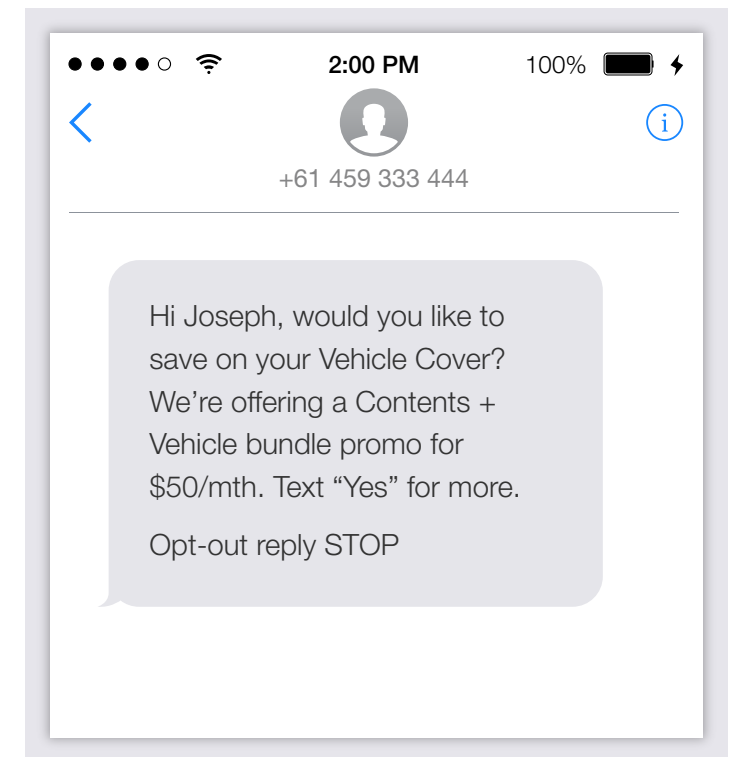 2:00 PM 100%
i
+61 459 333 444
Hi Joseph, would you like to
save on your Vehicle Cover?
We’re offering a Contents +
Vehicle bundle promo for
$50/mth. Text “Yes” for more.
Opt-out reply STOP